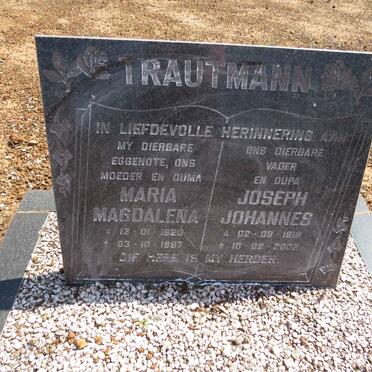 TRAUTMANN
IN LIEFDEVOLLE HERINNERING AAN
MY DIERBARE
EGGENOTE, ONS
MOEDER EN OUMA
MARIA
MAGDALENA
* 13-01-1920
† 03-10-1987
ONS DIERBARE
VADER
EN OUPA
JOSEPH
JOHANNES
* 02-09-1918
† 10-08-2002
DIE HERE IS MY HERDER